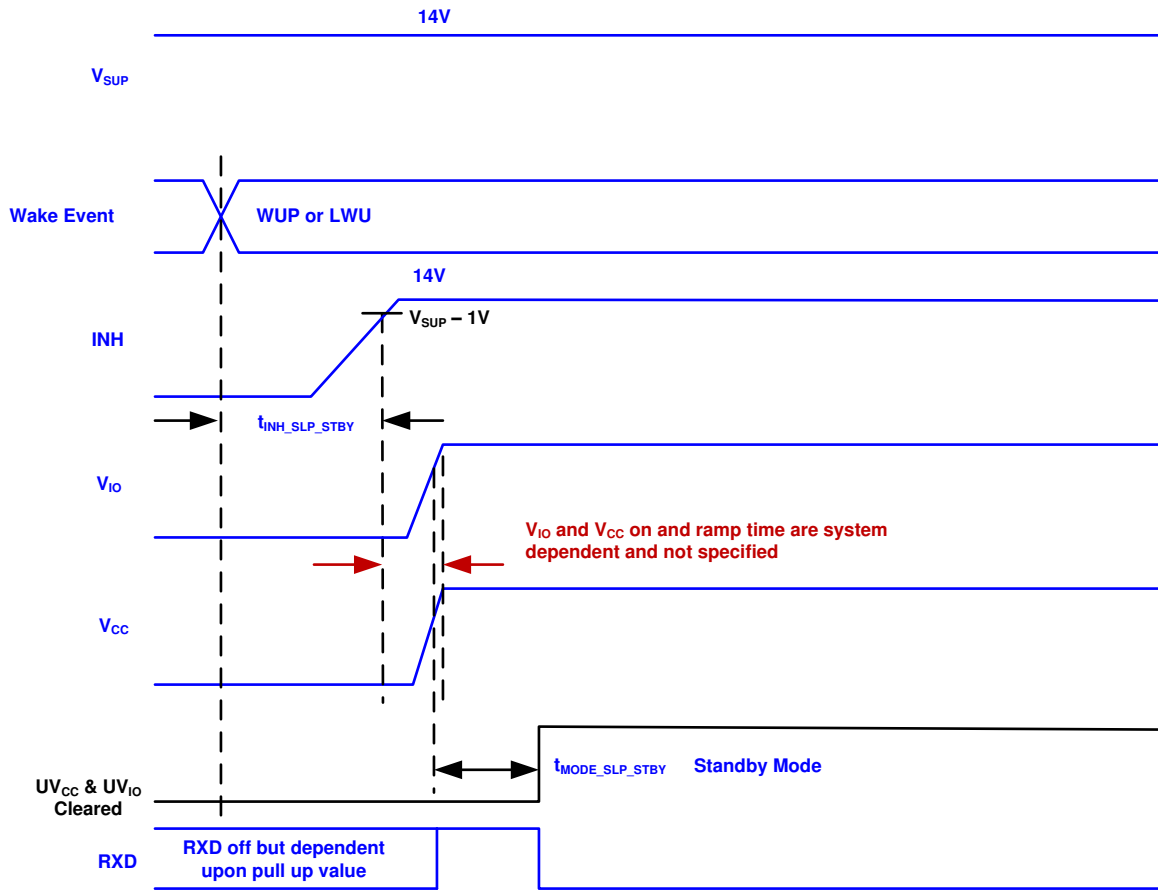 14V
VSUP
Wake Event
WUP or LWU
14V
VSUP – 1V
INH
tINH_SLP_STBY
VIO
VIO and VCC on and ramp time are system
dependent and not specified
VCC
tMODE_SLP_STBY
Standby Mode
UVCC & UVIO
Cleared
RXD
RXD off but dependent
upon pull up value